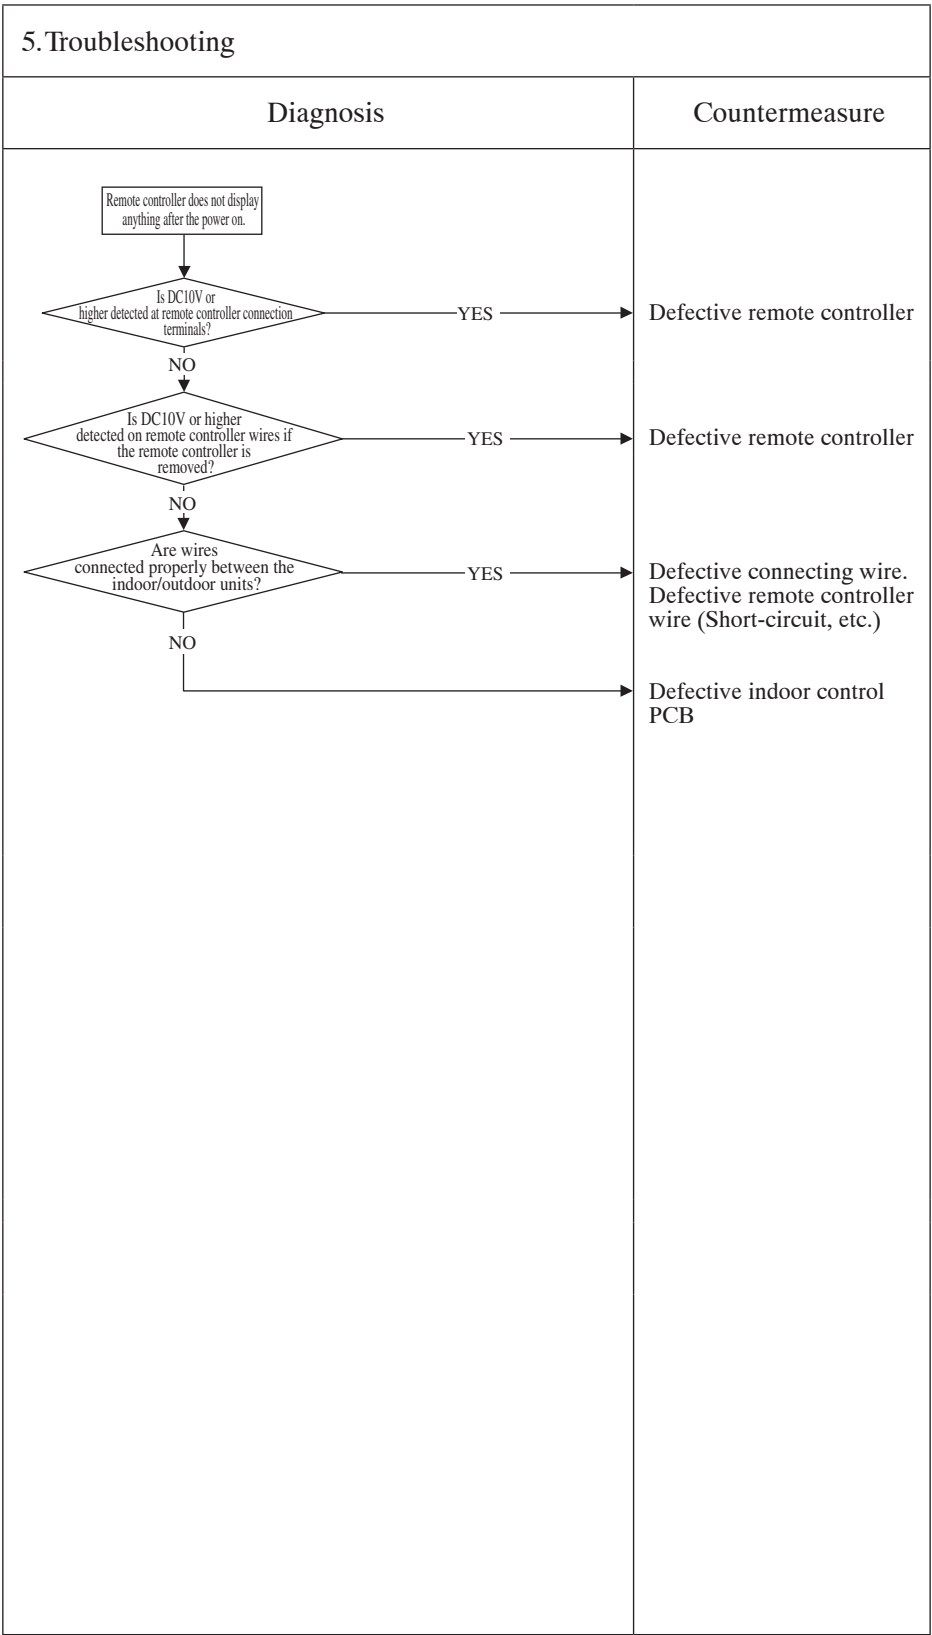 5.Troubleshooting
Diagnosis
Countermeasure
Remote controller does not display
anything after the power on.
Is DC10V or
higher detected at remote controller connection
terminals?
YES
Defective remote controller
NO
Is DC10V or higher
detected on remote controller wires if
the remote controller is
removed?
YES
Defective remote controller
NO
Are wires
connected properly between the
indoor/outdoor units?
YES
Defective connecting wire.
Defective remote controller
wire (Short-circuit, etc.)
NO
Defective indoor control
PCB